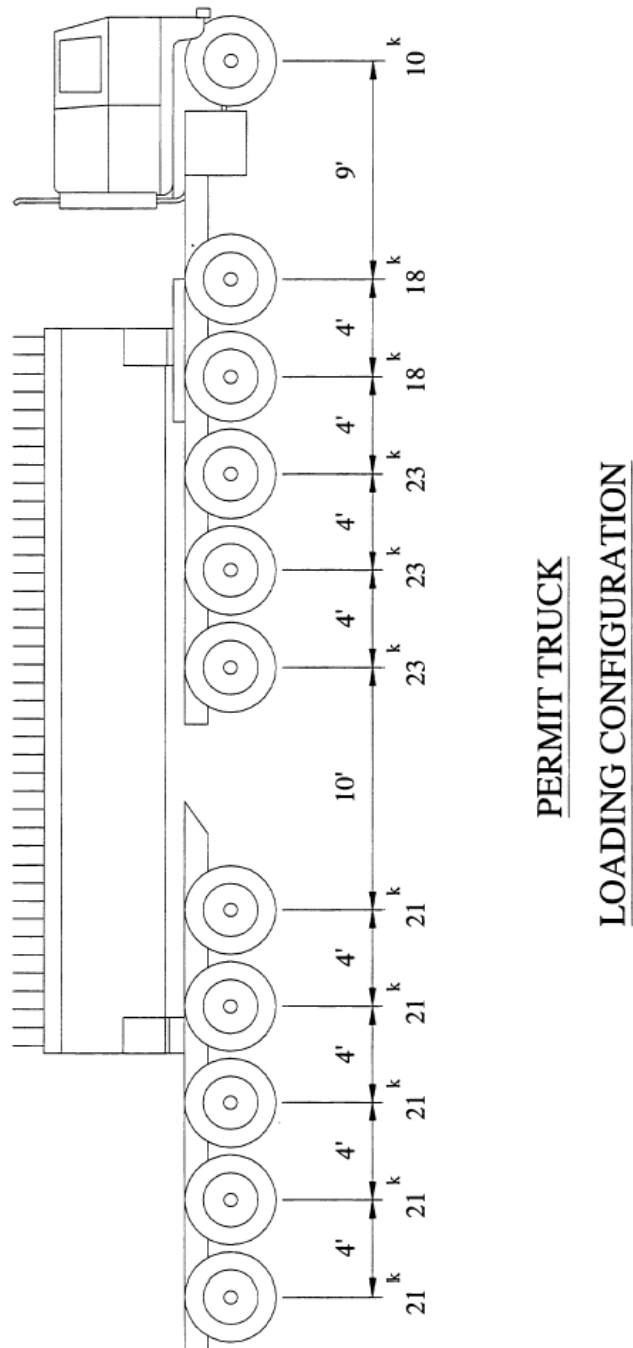 9'
4'
4'
4'
4'
10'
4'
4'
4'
4'
10k
18k
18k
23k
23k
23k
21k
21k
21k
21k
21k
PERMIT TRUCK
LOADING CONFIGURATION